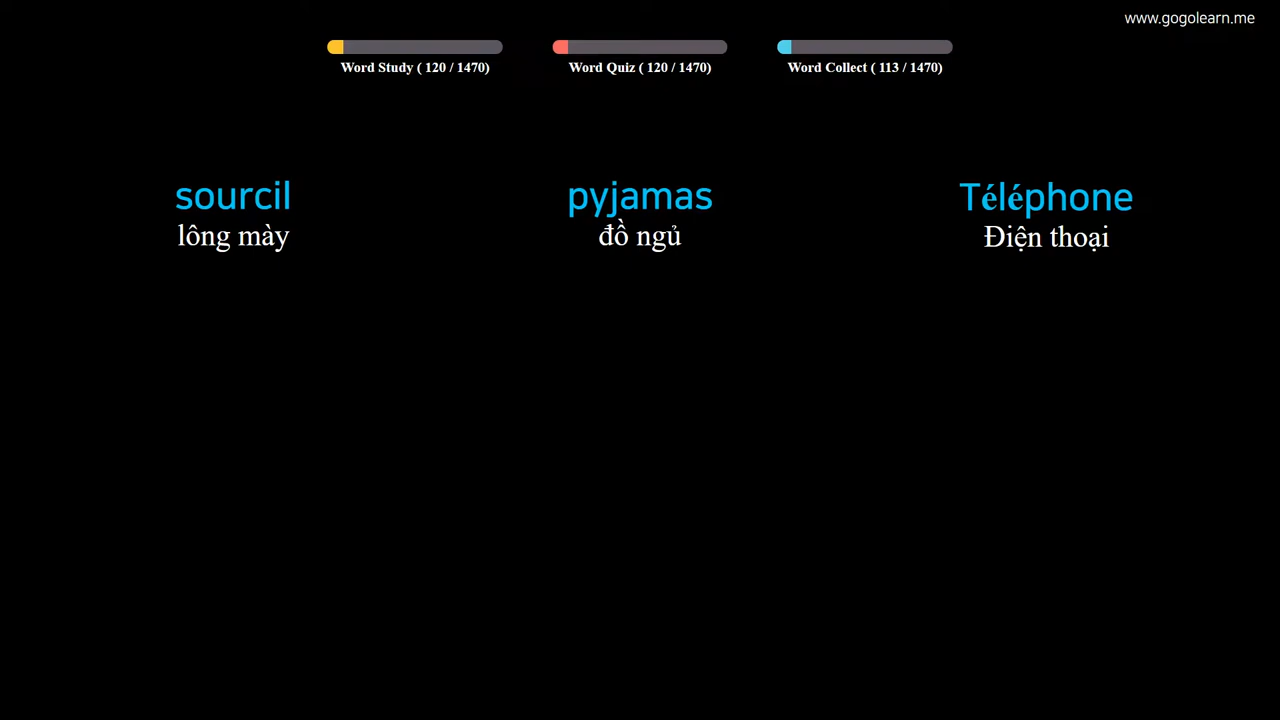 www.gogolearn.me
Word Study ( 120 / 1470)
Word Quiz ( 120 / 1470)
Word Collect ( 113 / 1470)
sourcil
lông mày
pyjamas
đồ ngủ
Téléphone
Điện thoại